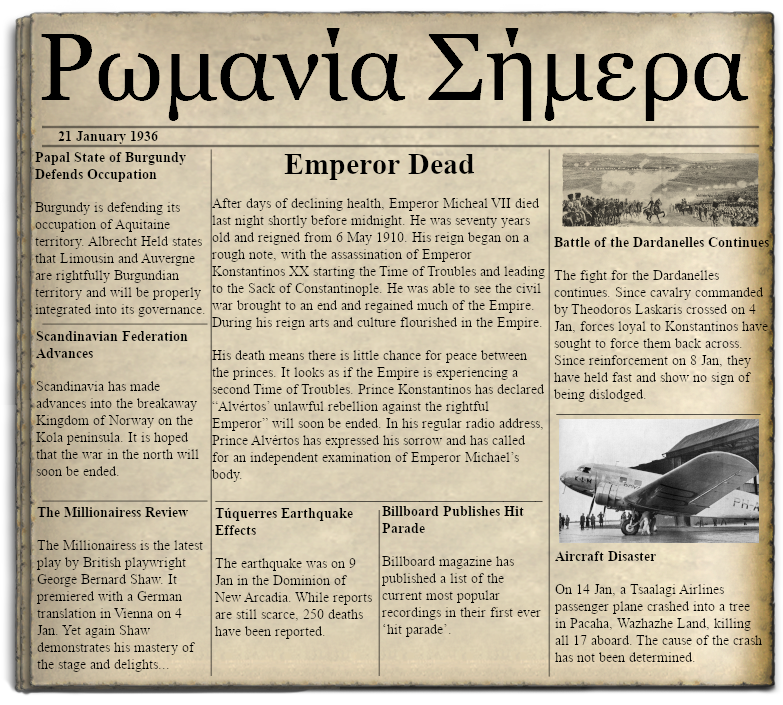 Ρωμανία Σήμερα
21 January 1936
Papal State of Burgundy
Defends Occupation
Burgundy is defending its
occupation of Aquitaine
territory. Albrecht Held states
that Limousin and Auvergne
are rightfully Burgundian
territory and will be properly
integrated into its governance.
Scandinavian Federation
Advances
Scandinavia has made
advances into the breakaway
Kingdom of Norway on the
Kola peninsula. It is hoped
that the war in the north will
soon be ended.
The Millionairess Review
The Millionairess is the latest
play by British playwright
George Bernard Shaw. It
premiered with a German
translation in Vienna on 4
Jan. Yet again Shaw
demonstrates his mastery of
the stage and delights...
Emperor Dead
After days of declining health, Emperor Micheal VII died
last night shortly before midnight. He was seventy years
old and reigned from 6 May 1910. His reign began on a
rough note, with the assassination of Emperor
Konstantinos XX starting the Time of Troubles and leading
to the Sack of Constantinople. He was able to see the civil
war brought to an end and regained much of the Empire.
During his reign arts and culture flourished in the Empire.
His death means there is little chance for peace between
the princes. It looks as if the Empire is experiencing a
second Time of Troubles. Prince Konstantinos has declared
“Alvértos’ unlawful rebellion against the rightful
Emperor” will soon be ended. In his regular radio address,
Prince Alvértos has expressed his sorrow and has called
for an independent examination of Emperor Michael’s
body.
Túquerres Earthquake
Effects
The earthquake was on 9
Jan in the Dominion of
New Arcadia. While reports
are still scarce, 250 deaths
have been reported.
Billboard Publishes Hit
Parade
Billboard magazine has
published a list of the
current most popular
recordings in their first ever
‘hit parade’.
Battle of the Dardanelles Continues
The fight for the Dardanelles
continues. Since cavalry commanded
by Theodoros Laskaris crossed on 4
Jan, forces loyal to Konstantinos have
sought to force them back across.
Since reinforcement on 8 Jan, they
have held fast and show no sign of
being dislodged.
Aircraft Disaster
On 14 Jan, a Tsaalagi Airlines
passenger plane crashed into a tree
in Pacaha, Wazhazhe Land, killing
all 17 aboard. The cause of the crash
has not been determined.